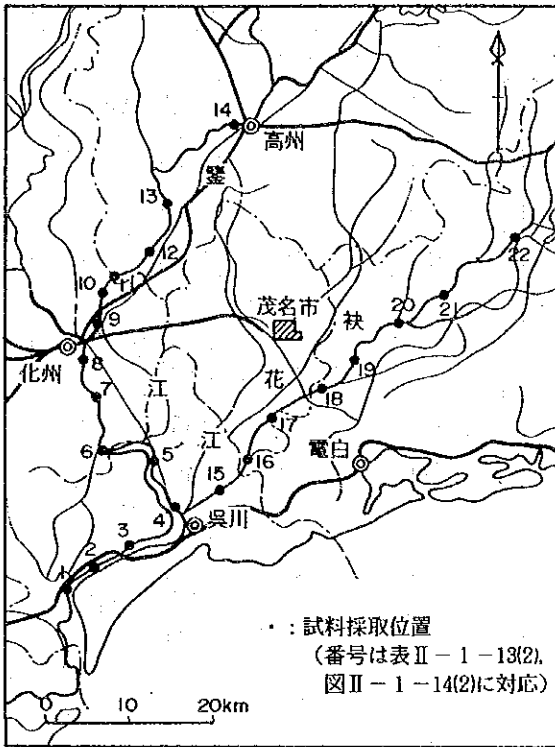 14
高州
鑒
13
12
11
22
10
茂名市
21
9
袂
20
化州
8
江
花
19
7
18
江
17
6
5
16
電白
15
4
呉川
3
2
1
・：試料採取位置
（番号は表Ⅱ－1－13(2)、
図Ⅱ－1－14(2)に対応）
0 10 20km